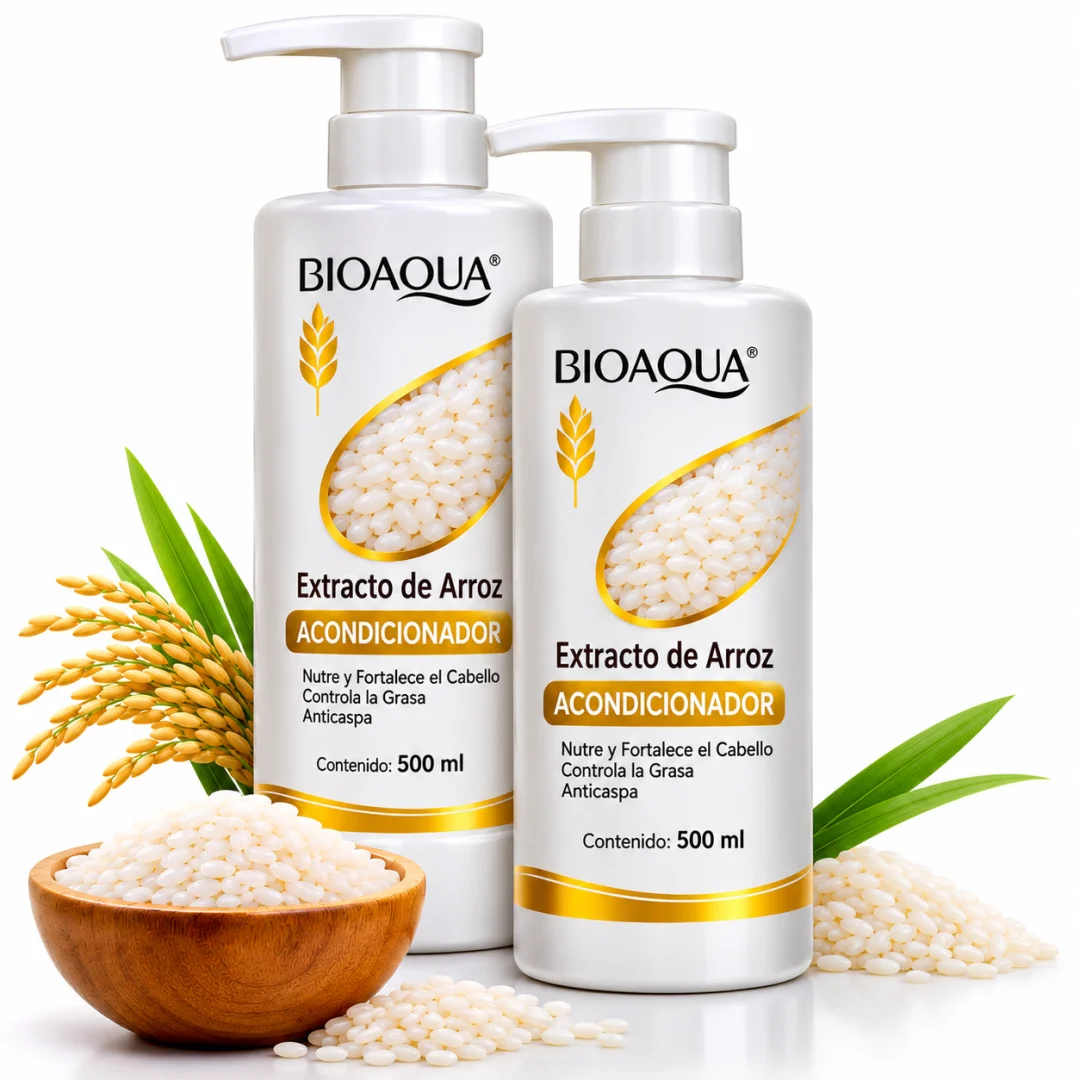 BIOAQUA®
Extracto de Arroz
ACONDICIONADOR
Nutre y Fortalece el Cabello
Controla la Grasa
Anticaspa
Contenido: 500 ml
BIOAQUA®
Extracto de Arroz
ACONDICIONADOR
Nutre y Fortalece el Cabello
Controla la Grasa
Anticaspa
Contenido: 500 ml